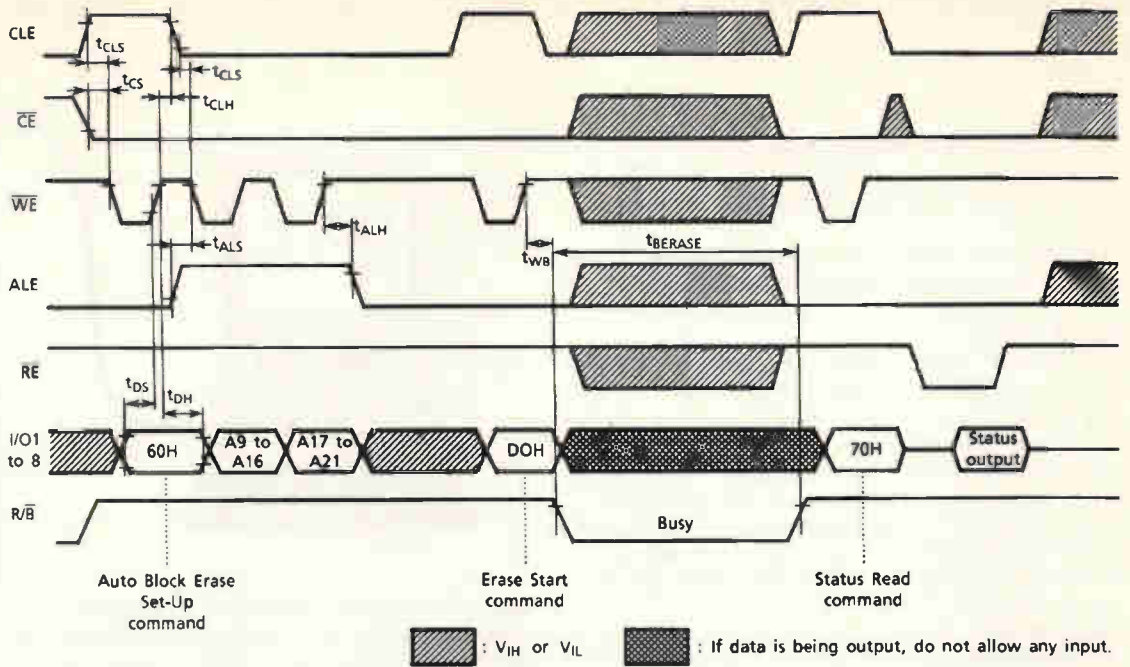 CLE
tCLS
tCLS
tCS
tCLH
CE
WE
tALH
tALS
tWB
tBERASE
ALE
RE
tDS
tDH
I/O1
to 8
60H
A9 to
A16
A17 to
A21
DOH
70H
Status
output
R/B
Busy
Auto Block Erase
Set-Up
command
Erase Start
command
Status Read
command
: VIH or VIL
: If data is being output, do not allow any input.